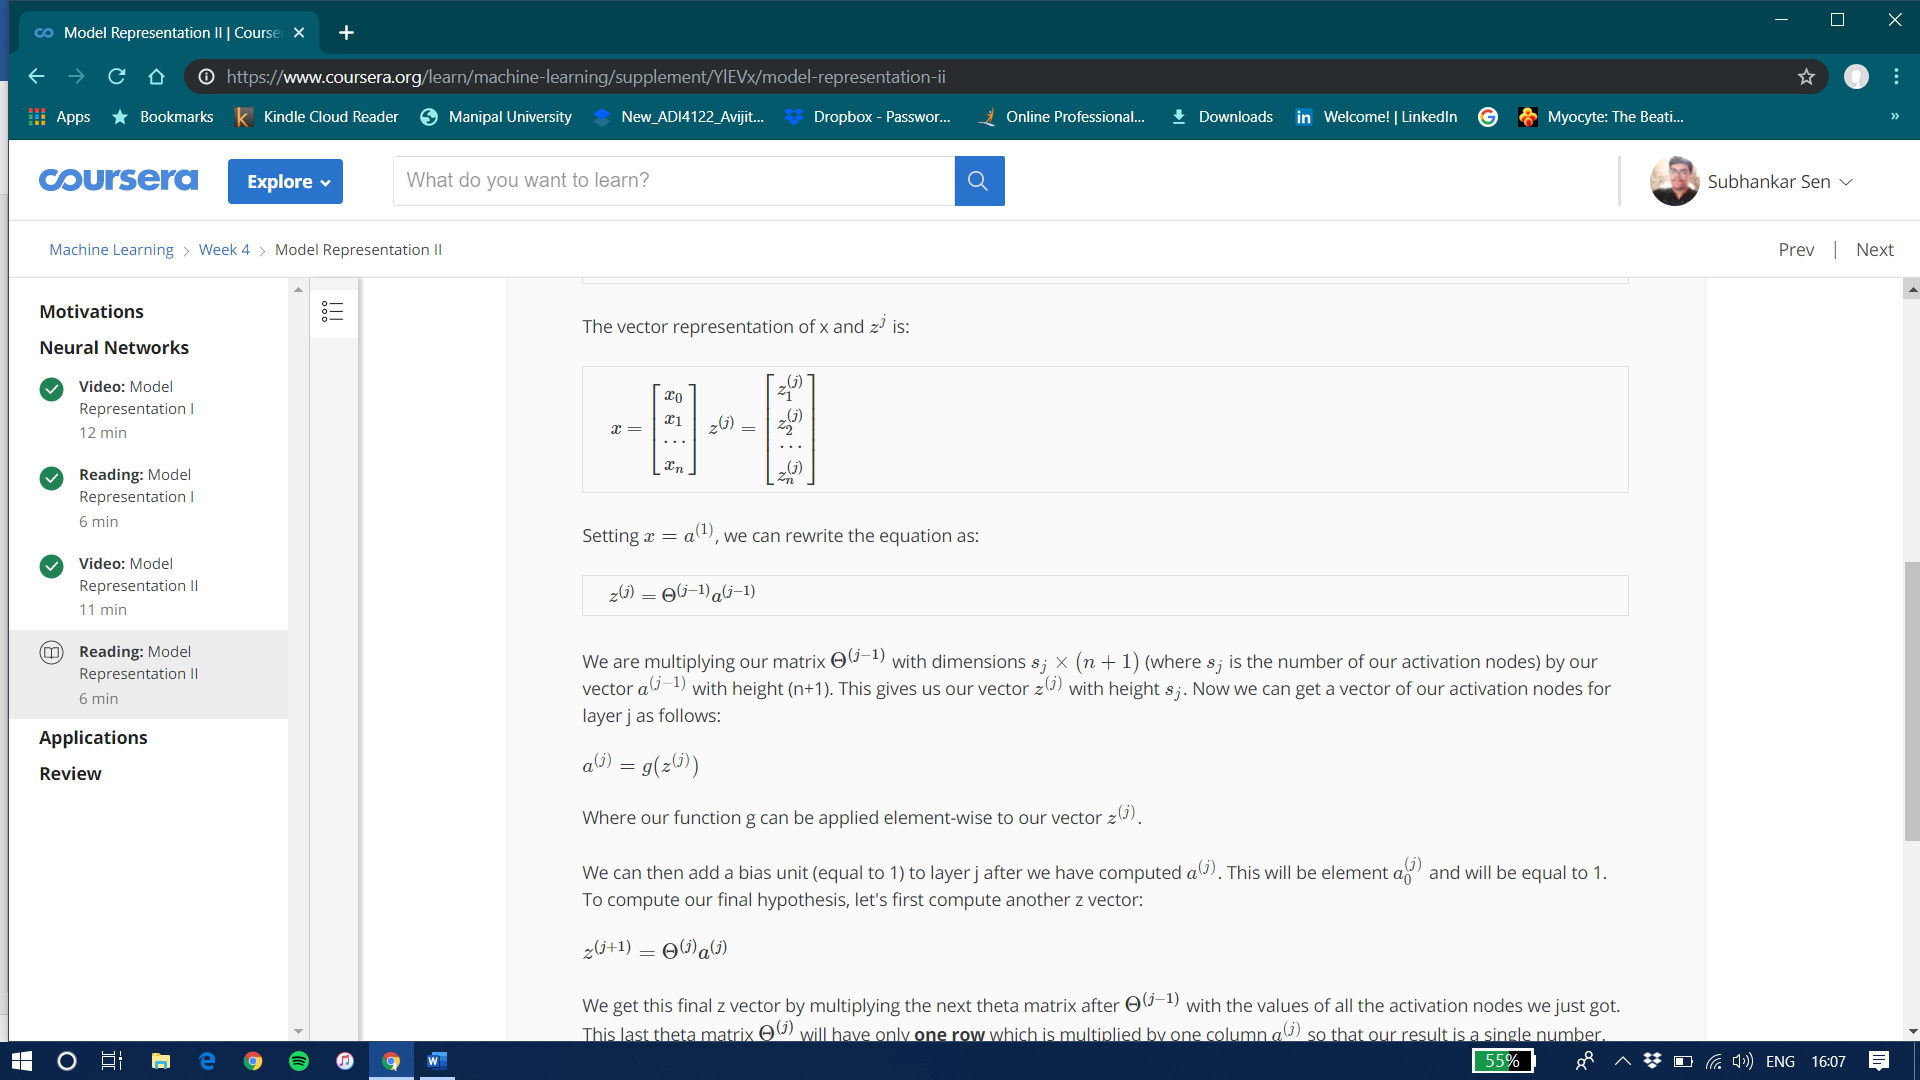 Model Representation II | Course
https://www.coursera.org/learn/machine-learning/supplement/YlEVx/model-representation-ii
Apps Bookmarks Kindle Cloud Reader Manipal University New_ADI4122_Avijit... Dropbox - Passwor... Online Professional... Downloads Welcome! | LinkedIn Myocyte: The Beati... »
coursera Explore What do you want to learn? Subhankar Sen
Machine Learning > Week 4 > Model Representation II Prev | Next
Motivations
Neural Networks
Video: Model
Representation I
12 min
Reading: Model
Representation I
6 min
Video: Model
Representation II
11 min
Reading: Model
Representation II
6 min
Applications
Review
The vector representation of x and z^j is:
x = [x_0 x_1 ⋯ x_n] z^(j) = [z_1^(j) z_2^(j) ⋯ z_n^(j)]
Setting x = a^(1), we can rewrite the equation as:
z^(j) = Θ^(j−1)a^(j−1)
We are multiplying our matrix Θ^(j−1) with dimensions s_j × (n + 1) (where s_j is the number of our activation nodes) by our
vector a^(j−1) with height (n+1). This gives us our vector z^(j) with height s_j. Now we can get a vector of our activation nodes for
layer j as follows:
a^(j) = g(z^(j))
Where our function g can be applied element-wise to our vector z^(j).
We can then add a bias unit (equal to 1) to layer j after we have computed a^(j). This will be element a_0^(j) and will be equal to 1.
To compute our final hypothesis, let's first compute another z vector:
z^(j+1) = Θ^(j)a^(j)
We get this final z vector by multiplying the next theta matrix after Θ^(j−1) with the values of all the activation nodes we just got.
This last theta matrix Θ^(j) will have only one row which is multiplied by one column a^(j) so that our result is a single number.
55% ENG 16:07